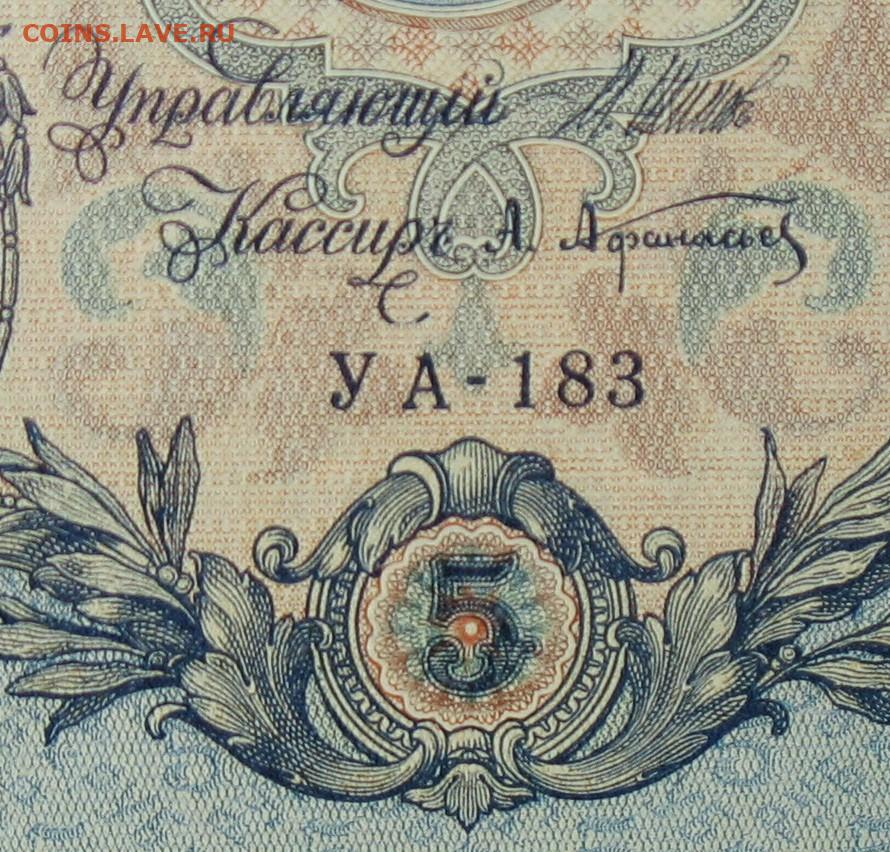 COINS.LAVE.RU
Управляющій
Кассиръ А. Афанасьев
УА-183
5